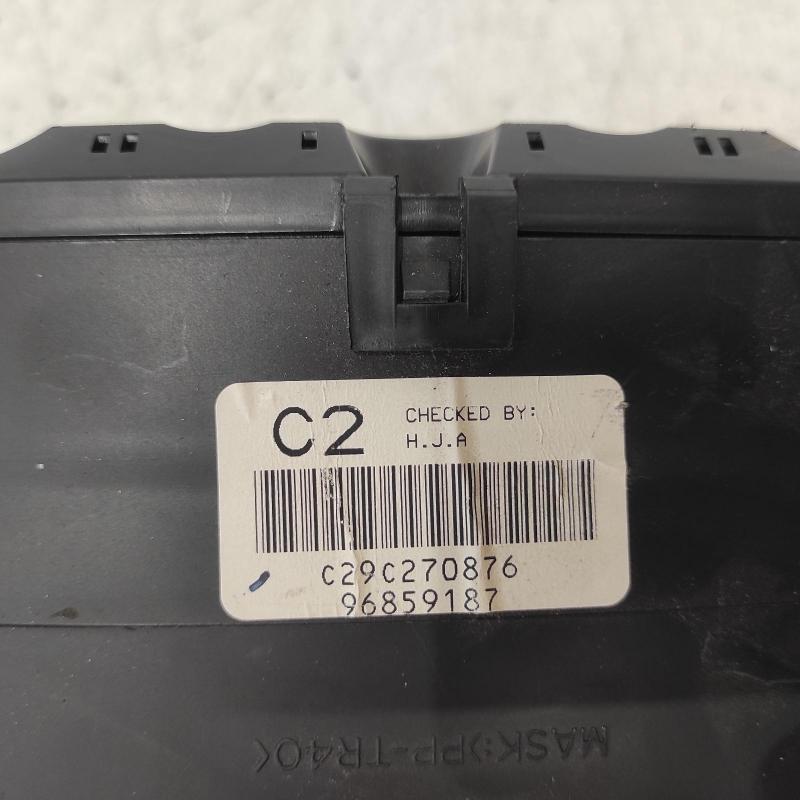 C2
CHECKED BY:
H.J.A
C29C270876
96859187
MASK:>PP-TR40<